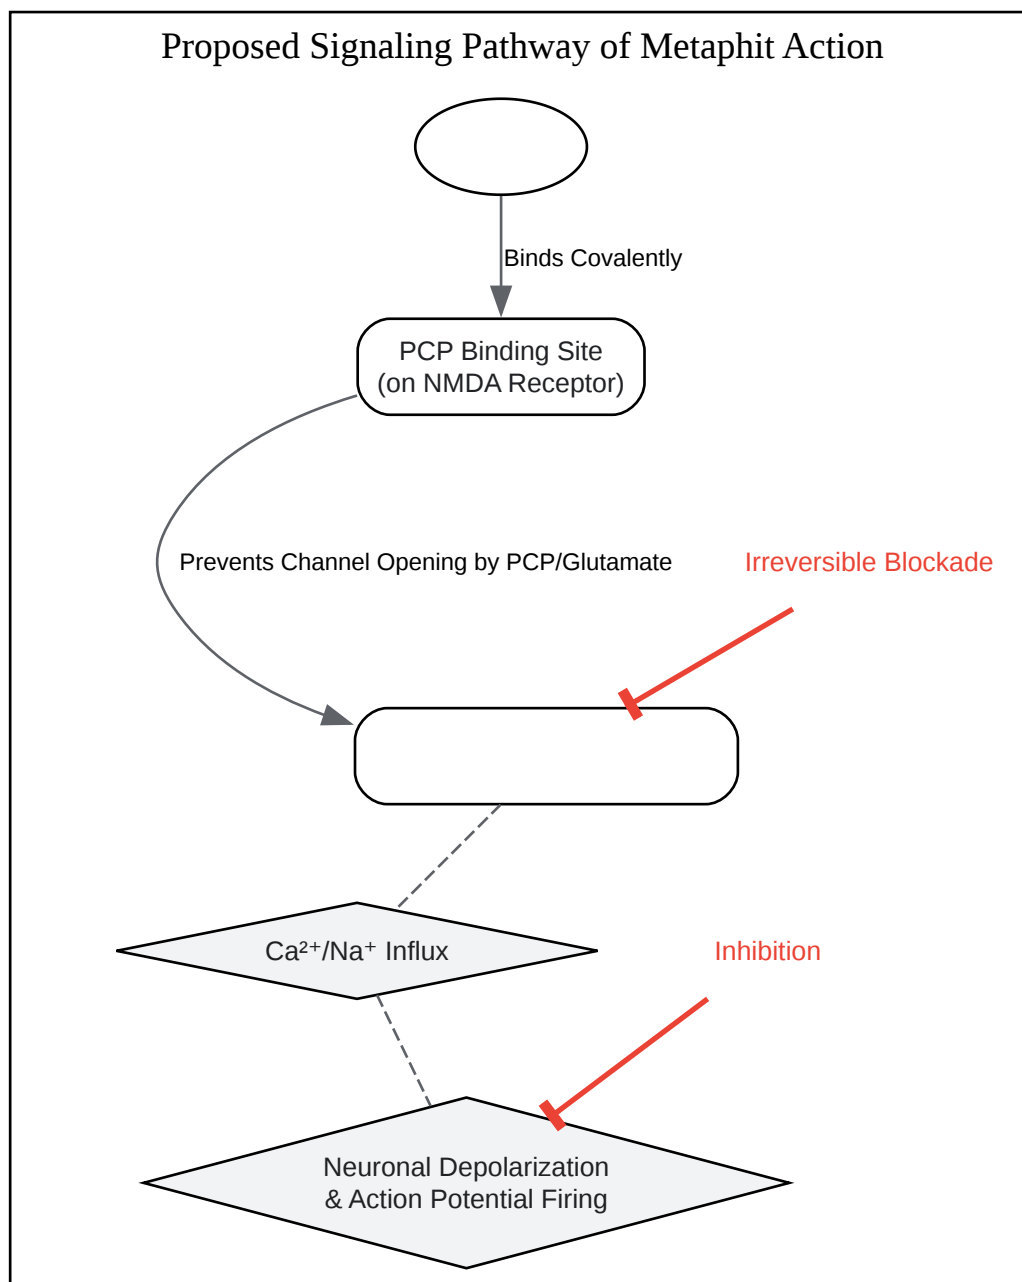 Proposed Signaling Pathway of Metaphit Action
Binds Covalently
PCP Binding Site
(on NMDA Receptor)
Prevents Channel Opening by PCP/Glutamate
Irreversible Blockade
Ca²⁺/Na⁺ Influx
Inhibition
Neuronal Depolarization
& Action Potential Firing